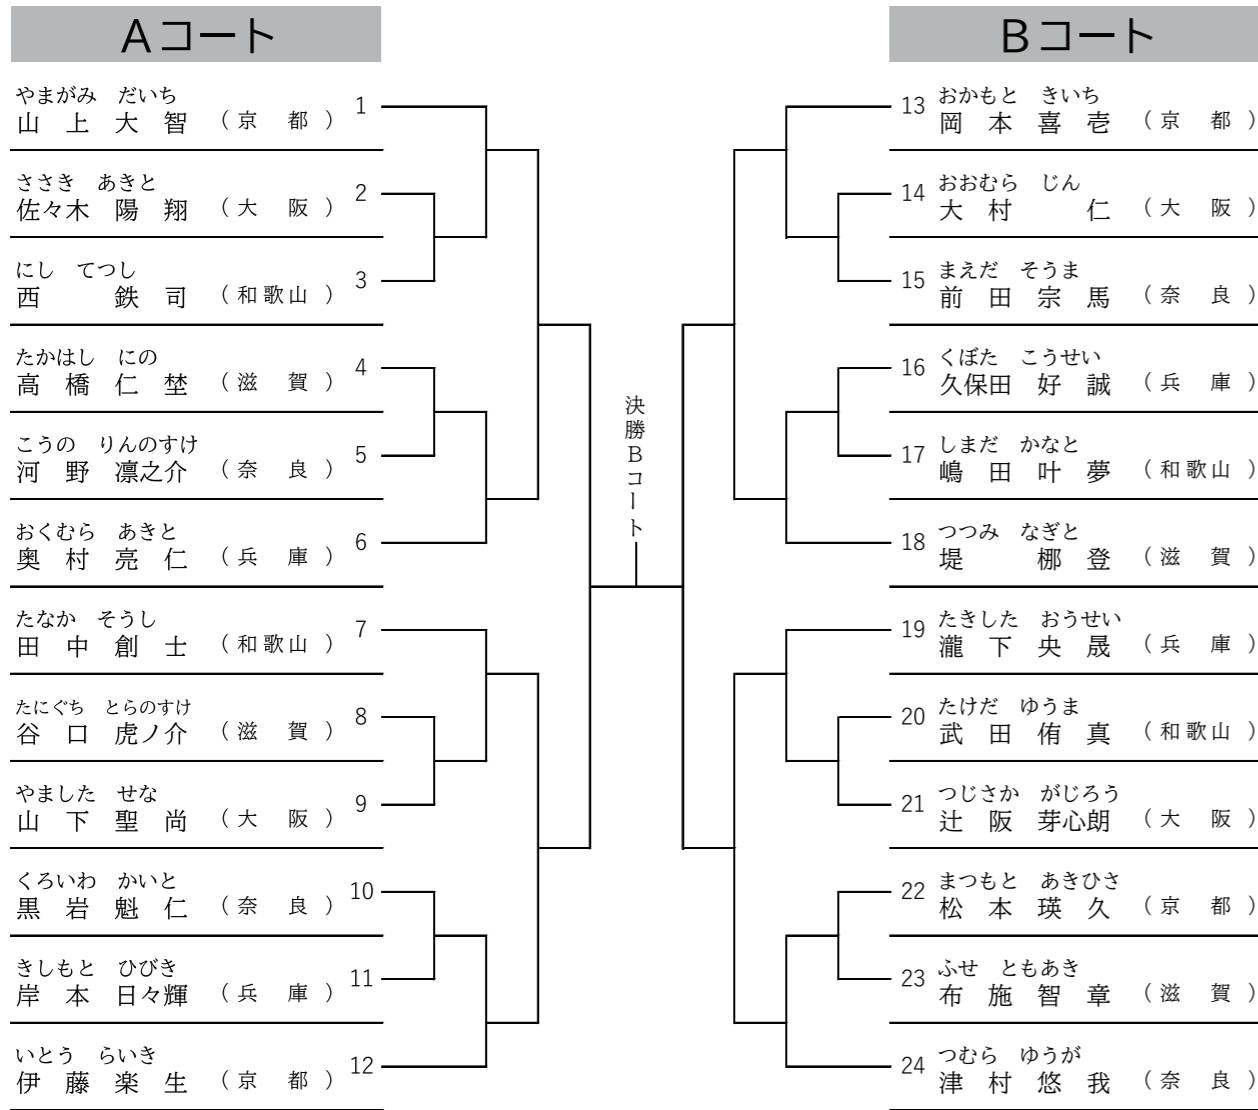 Aコート
やまがみ だいち
山上大智 (京都) 1
ささき あきと
佐々木陽翔 (大阪) 2
にし てつし
西鉄司 (和歌山) 3
たかはし にの
高橋仁埜 (滋賀) 4
こうの りんのすけ
河野凛之介 (奈良) 5
おくむら あきと
奥村亮仁 (兵庫) 6
たなか そうし
田中創士 (和歌山) 7
たにぐち とらのすけ
谷口虎ノ介 (滋賀) 8
やました せな
山下聖尚 (大阪) 9
くろいわ かいと
黒岩魁仁 (奈良) 10
きしもと ひびき
岸本日々輝 (兵庫) 11
いとう らいき
伊藤楽生 (京都) 12
決勝Bコート
Bコート
おかもと きいち
13 岡本喜壱 (京都)
おおむら じん
14 大村仁 (大阪)
まえだ そうま
15 前田宗馬 (奈良)
くぼた こうせい
16 久保田好誠 (兵庫)
しまだ かなと
17 嶋田叶夢 (和歌山)
つつみ なぎと
18 堤梛登 (滋賀)
たきした おうせい
19 瀧下央晟 (兵庫)
たけだ ゆうま
20 武田侑真 (和歌山)
つじさか がじろう
21 辻阪芽心朗 (大阪)
まつもと あきひさ
22 松本瑛久 (京都)
ふせ ともあき
23 布施智章 (滋賀)
つむら ゆうが
24 津村悠我 (奈良)